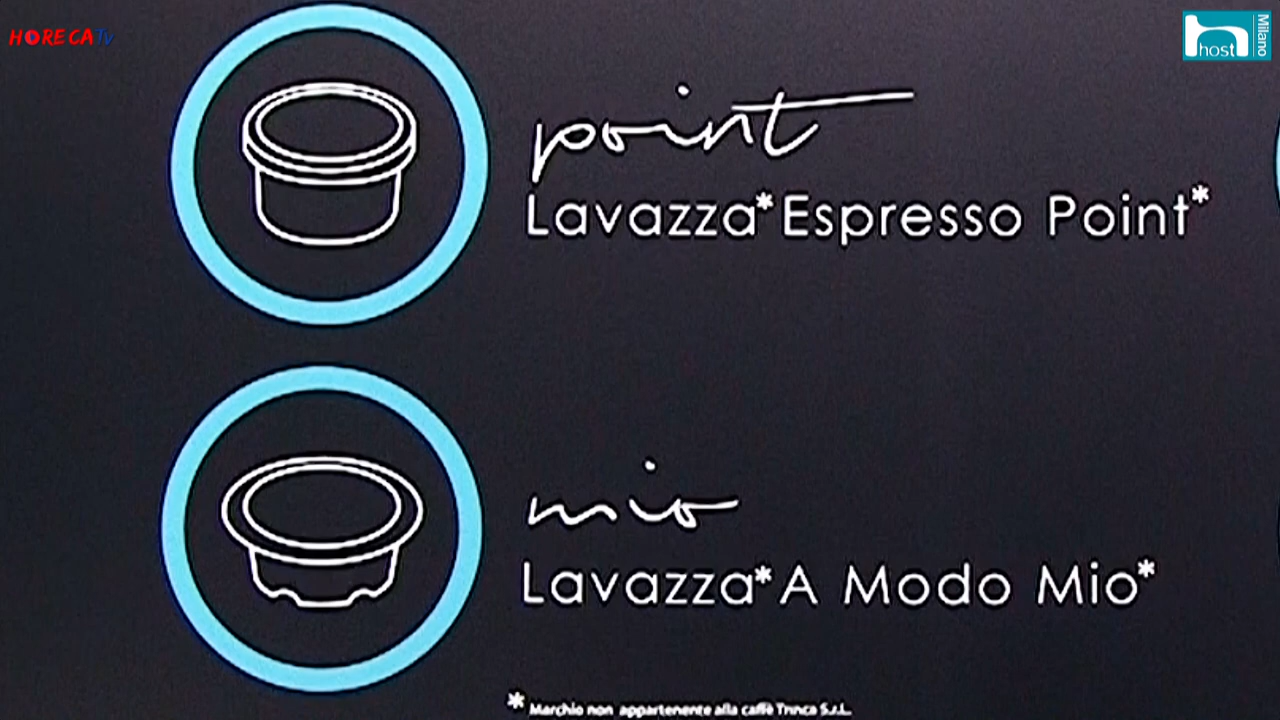 HORECATv
host
Milano
point
Lavazza*Espresso Point*
mio
Lavazza*A Modo Mio*
* Marchio non appartenente alla caffè Trinca S.r.L.